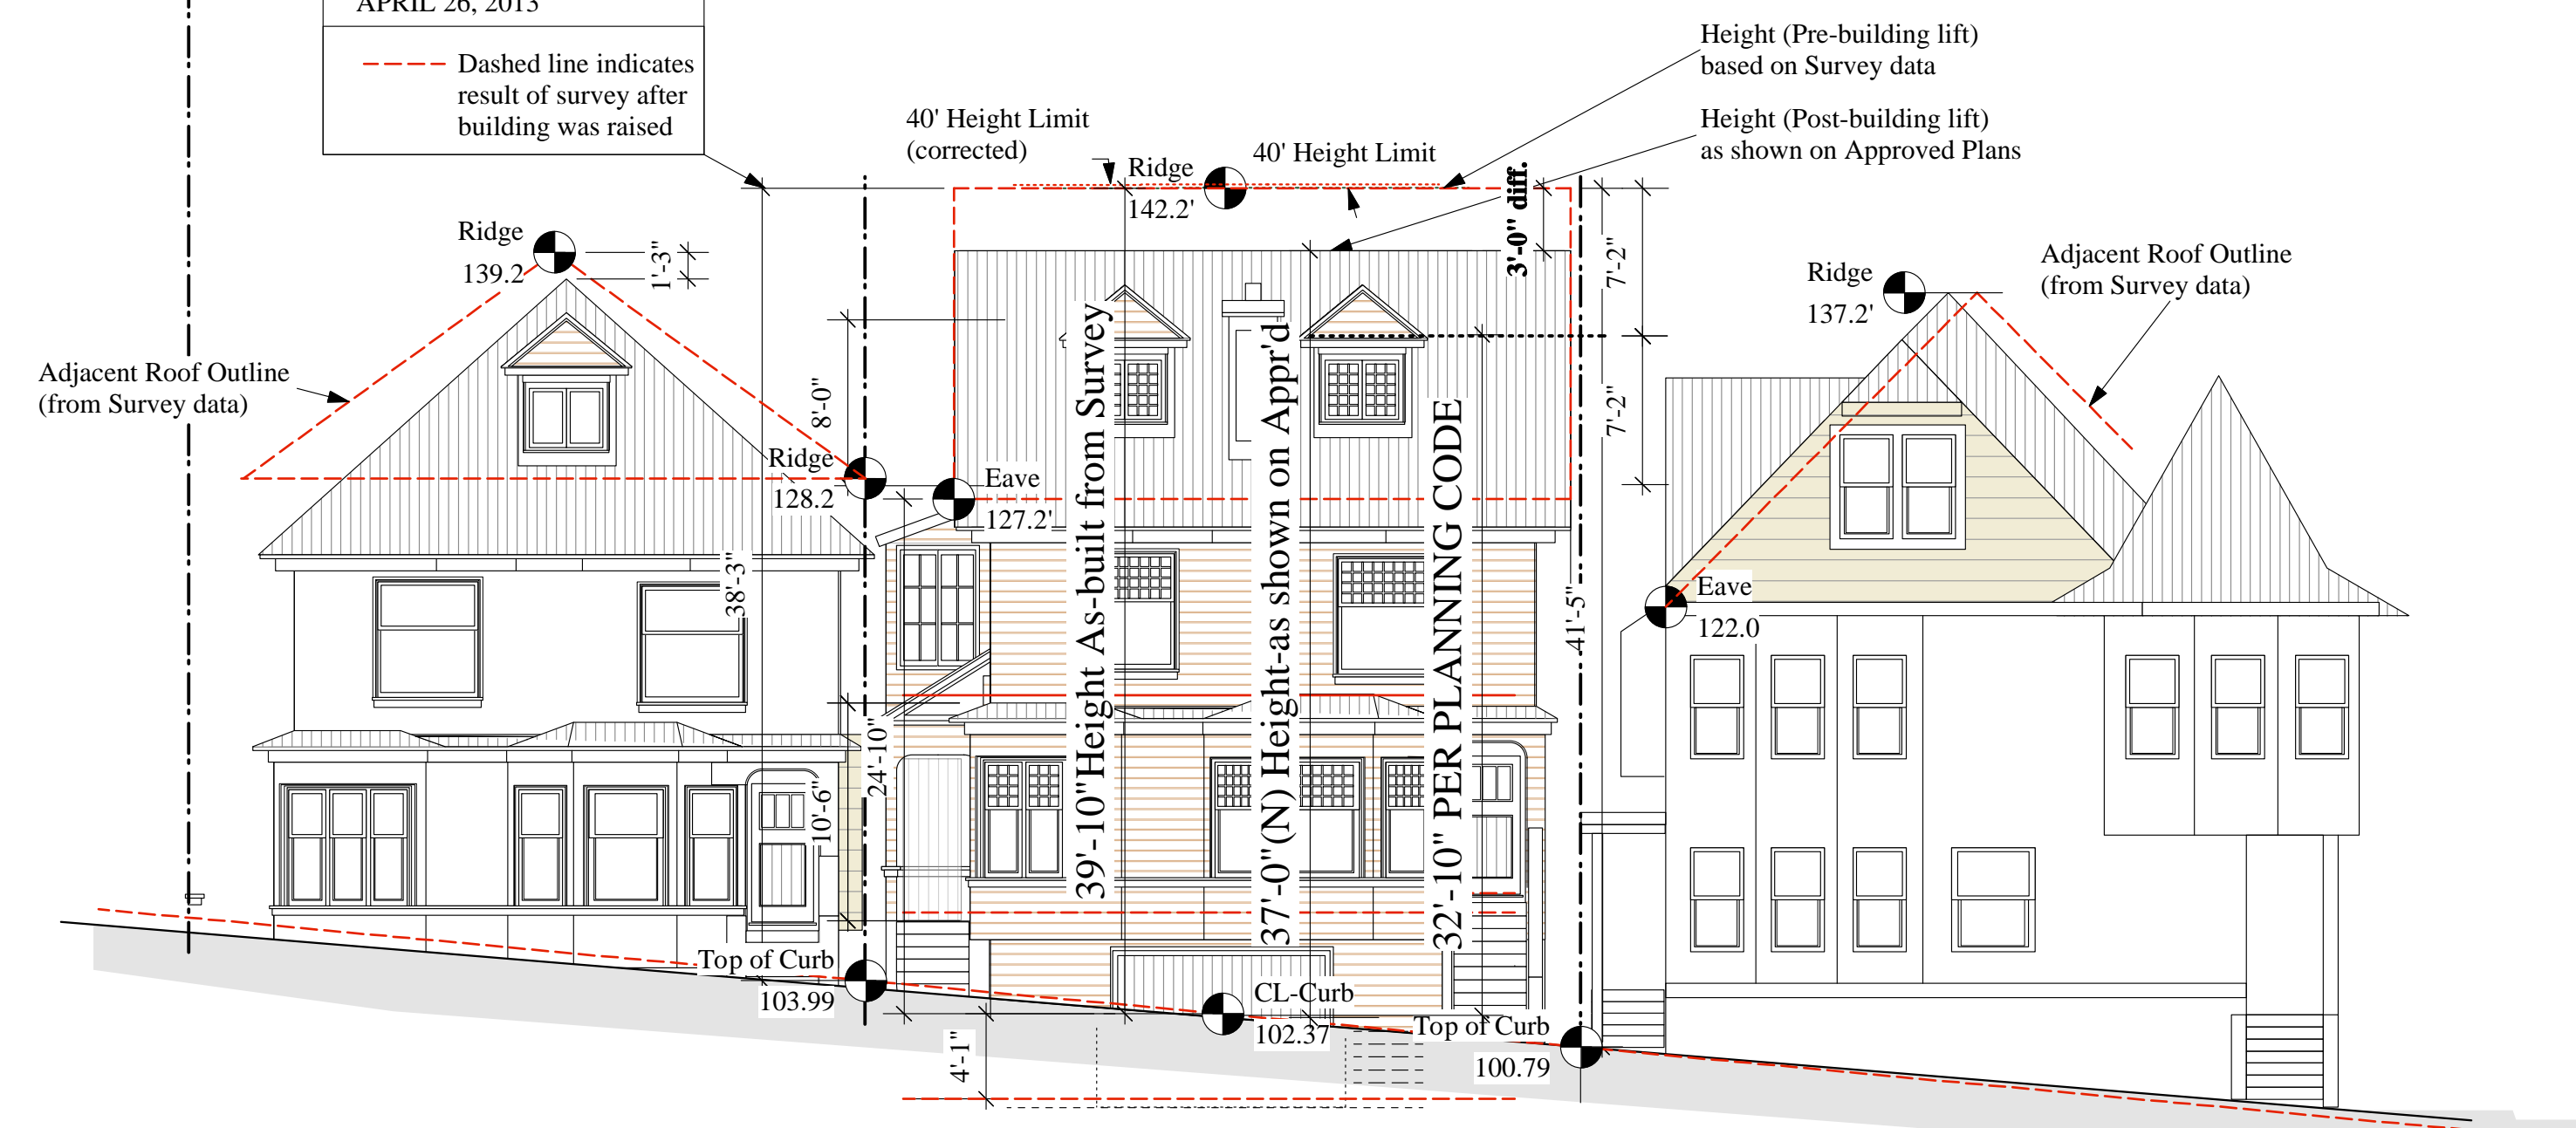 APRIL 26, 2013
Dashed line indicates
result of survey after
building was raised
Height (Pre-building lift)
based on Survey data
Height (Post-building lift)
as shown on Approved Plans
40' Height Limit
(corrected)
40' Height Limit
Ridge
142.2'
3'-0" diff.
Ridge
139.2
1'-3"
7'-2"
Adjacent Roof Outline
(from Survey data)
Ridge
137.2'
Adjacent Roof Outline
(from Survey data)
8'-0"
7'-2"
Ridge
128.2
Eave
127.2'
39'-10"Height As-built from Survey
37'-0"(N) Height-as shown on Appr'd
32'-10" PER PLANNING CODE
38'-3"
41'-5"
Eave
122.0
24'-10"
10'-6"
Top of Curb
103.99
CL-Curb
102.37
Top of Curb
100.79
4'-1"